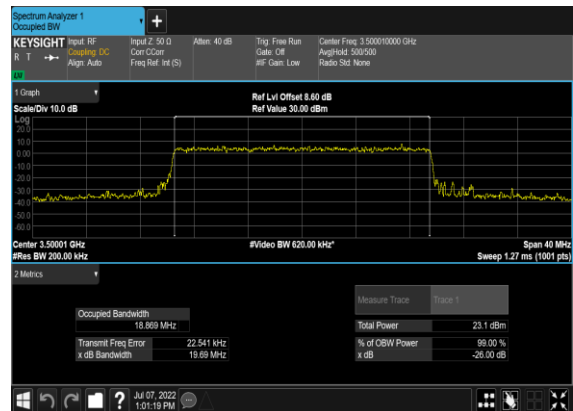 Spectrum Analyzer 1
Occupied BW
+
KEYSIGHT Input: RF Input Z: 50 Ω Atten: 40 dB Trig: Free Run Center Freq: 3.500010000 GHz
R T Coupling: DC Corr CCorr Gate: Off Avg|Hold: 500/500
Align: Auto Freq Ref: Int (S) #IF Gain: Low Radio Std: None
1 Graph
Ref Lvl Offset 8.60 dB
Scale/Div 10.0 dB Ref Value 30.00 dBm
Log
20.0
10.0
0.00
-10.0
-20.0
-30.0
-40.0
-50.0
-60.0
Center 3.50001 GHz #Video BW 620.00 kHz* Span 40 MHz
#Res BW 200.00 kHz Sweep 1.27 ms (1001 pts)
2 Metrics
Measure Trace Trace 1
Occupied Bandwidth
18.869 MHz Total Power 23.1 dBm
Transmit Freq Error 22.541 kHz % of OBW Power 99.00 %
x dB Bandwidth 19.69 MHz x dB -26.00 dB
? Jul 07, 2022
1:01:19 PM